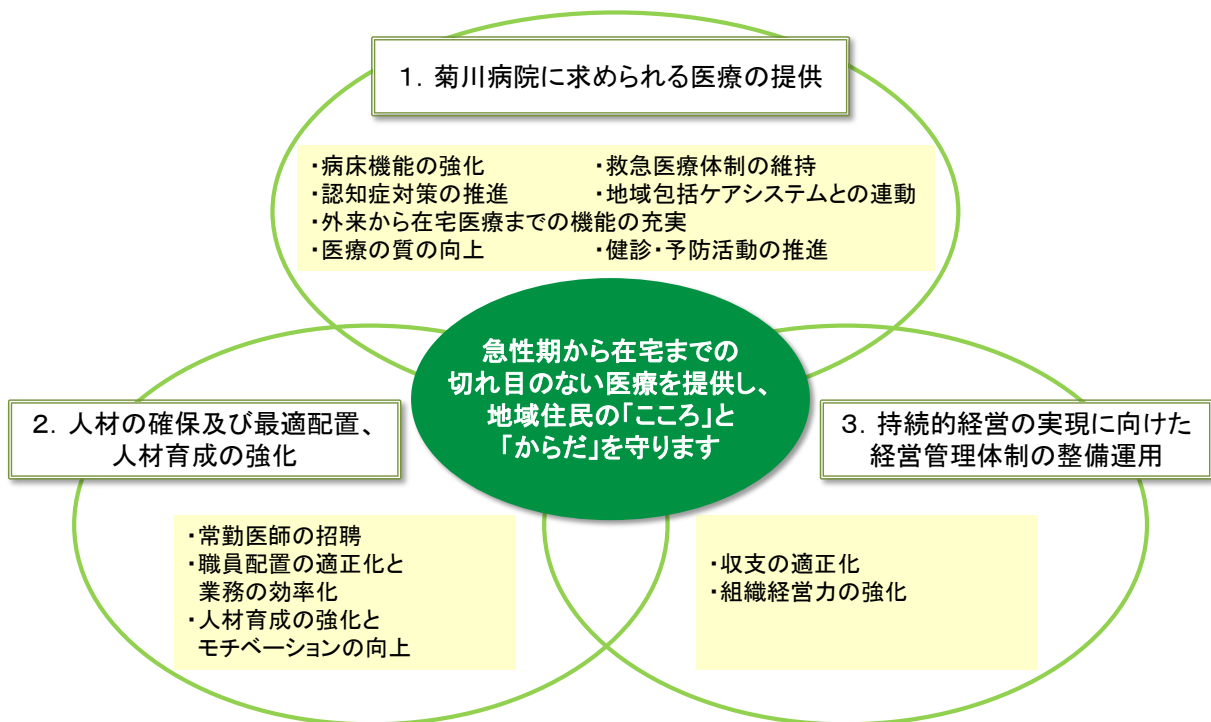 １．菊川病院に求められる医療の提供
・病床機能の強化　　　　・救急医療体制の維持
・認知症対策の推進　　　・地域包括ケアシステムとの連動
・外来から在宅医療までの機能の充実
・医療の質の向上　　　　・健診・予防活動の推進
急性期から在宅までの
切れ目のない医療を提供し、
地域住民の「こころ」と
「からだ」を守ります
２．人材の確保及び最適配置、
人材育成の強化
・常勤医師の招聘
・職員配置の適正化と
業務の効率化
・人材育成の強化と
モチベーションの向上
３．持続的経営の実現に向けた
経営管理体制の整備運用
・収支の適正化
・組織経営力の強化